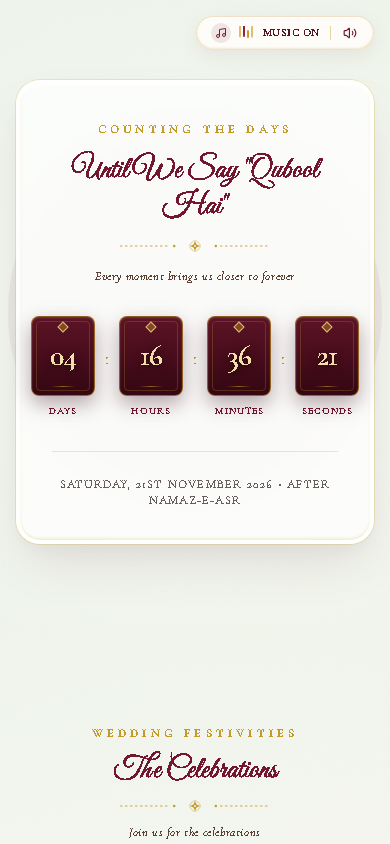 MUSIC ON
COUNTING THE DAYS
Until We Say "Qubool
Hai"
Every moment brings us closer to forever
04 : 16 : 36 : 21
DAYS HOURS MINUTES SECONDS
SATURDAY, 21ST NOVEMBER 2026 • AFTER
NAMAZ-E-ASR
WEDDING FESTIVITIES
The Celebrations
Join us for the celebrations